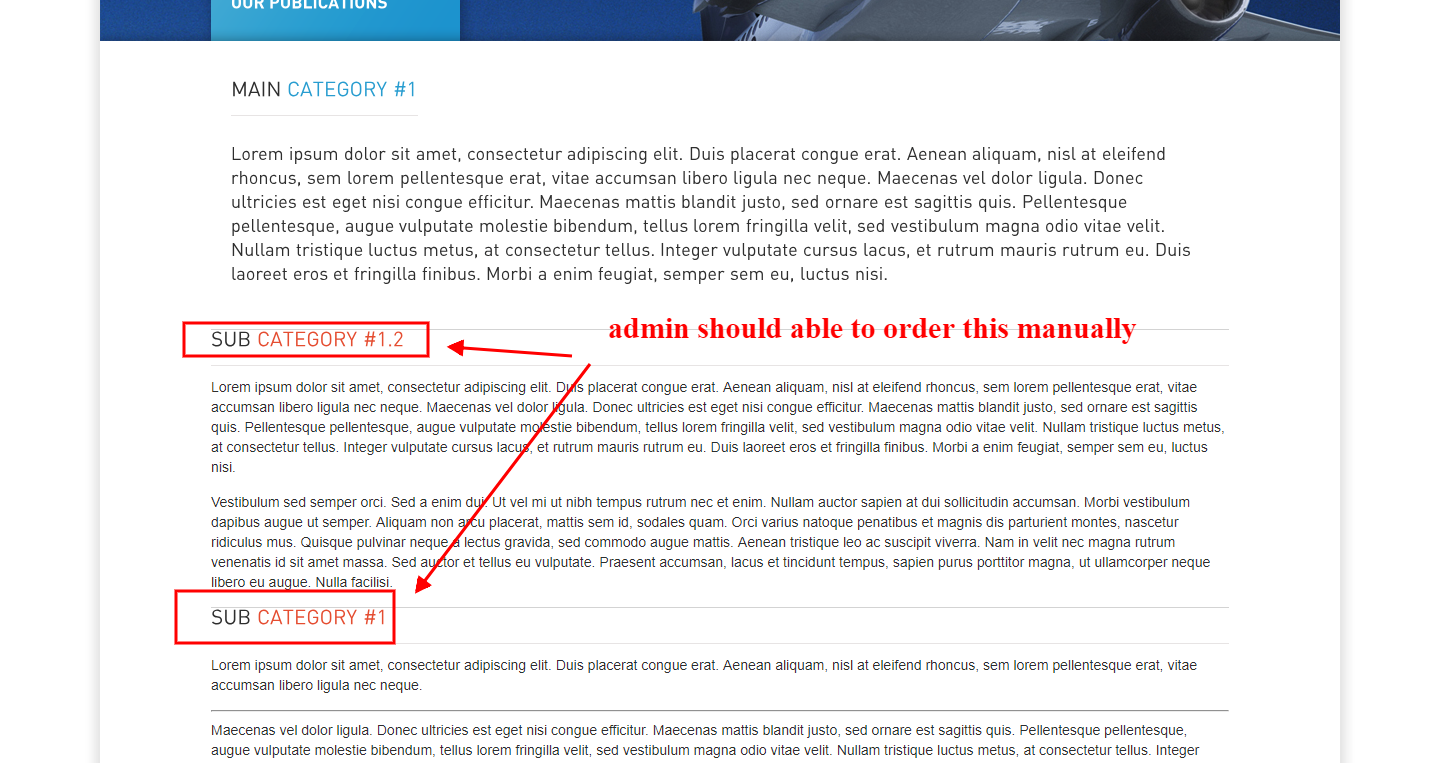 OUR PUBLICATIONS
MAIN CATEGORY #1
Lorem ipsum dolor sit amet, consectetur adipiscing elit. Duis placerat congue erat. Aenean aliquam, nisl at eleifend
rhoncus, sem lorem pellentesque erat, vitae accumsan libero ligula nec neque. Maecenas vel dolor ligula. Donec
ultricies est eget nisi congue efficitur. Maecenas mattis blandit justo, sed ornare est sagittis quis. Pellentesque
pellentesque, augue vulputate molestie bibendum, tellus lorem fringilla velit, sed vestibulum magna odio vitae velit.
Nullam tristique luctus metus, at consectetur tellus. Integer vulputate cursus lacus, et rutrum mauris rutrum eu. Duis
laoreet eros et fringilla finibus. Morbi a enim feugiat, semper sem eu, luctus nisi.
admin should able to order this manually
SUB CATEGORY #1.2
Lorem ipsum dolor sit amet, consectetur adipiscing elit. Duis placerat congue erat. Aenean aliquam, nisl at eleifend rhoncus, sem lorem pellentesque erat, vitae
accumsan libero ligula nec neque. Maecenas vel dolor ligula. Donec ultricies est eget nisi congue efficitur. Maecenas mattis blandit justo, sed ornare est sagittis
quis. Pellentesque pellentesque, augue vulputate molestie bibendum, tellus lorem fringilla velit, sed vestibulum magna odio vitae velit. Nullam tristique luctus metus,
at consectetur tellus. Integer vulputate cursus lacus, et rutrum mauris rutrum eu. Duis laoreet eros et fringilla finibus. Morbi a enim feugiat, semper sem eu, luctus
nisi.
Vestibulum sed semper orci. Sed a enim dui. Ut vel mi ut nibh tempus rutrum nec et enim. Nullam auctor sapien at dui sollicitudin accumsan. Morbi vestibulum
dapibus augue ut semper. Aliquam non arcu placerat, mattis sem id, sodales quam. Orci varius natoque penatibus et magnis dis parturient montes, nascetur
ridiculus mus. Quisque pulvinar neque a lectus gravida, sed commodo augue mattis. Aenean tristique leo ac suscipit viverra. Nam in velit nec magna rutrum
venenatis id sit amet massa. Sed auctor et tellus eu vulputate. Praesent accumsan, lacus et tincidunt tempus, sapien purus porttitor magna, ut ullamcorper neque
libero eu augue. Nulla facilisi.
SUB CATEGORY #1
Lorem ipsum dolor sit amet, consectetur adipiscing elit. Duis placerat congue erat. Aenean aliquam, nisl at eleifend rhoncus, sem lorem pellentesque erat, vitae
accumsan libero ligula nec neque.
Maecenas vel dolor ligula. Donec ultricies est eget nisi congue efficitur. Maecenas mattis blandit justo, sed ornare est sagittis quis. Pellentesque pellentesque,
augue vulputate molestie bibendum, tellus lorem fringilla velit, sed vestibulum magna odio vitae velit. Nullam tristique luctus metus, at consectetur tellus. Integer